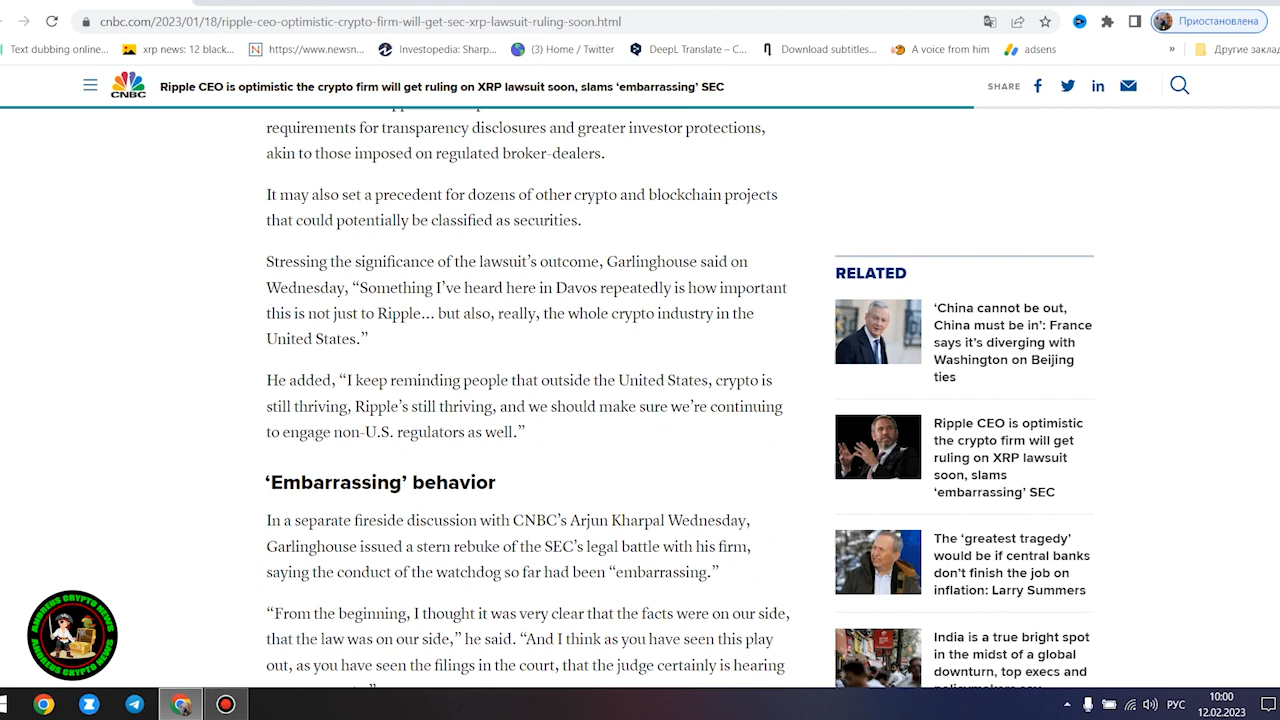 cnbc.com/2023/01/18/ripple-ceo-optimistic-crypto-firm-will-get-sec-xrp-lawsuit-ruling-soon.html
Приостановлена
Text dubbing online...
xrp news: 12 black...
https://www.newsn...
Investopedia: Sharp...
(3) Home / Twitter
DeepL Translate – C...
Download subtitles...
A voice from him
adsens
»
Другие закла
CNBC
Ripple CEO is optimistic the crypto firm will get ruling on XRP lawsuit soon, slams ‘embarrassing’ SEC
SHARE
requirements for transparency disclosures and greater investor protections,
akin to those imposed on regulated broker-dealers.
It may also set a precedent for dozens of other crypto and blockchain projects
that could potentially be classified as securities.
Stressing the significance of the lawsuit’s outcome, Garlinghouse said on
Wednesday, “Something I’ve heard here in Davos repeatedly is how important
this is not just to Ripple… but also, really, the whole crypto industry in the
United States.”
He added, “I keep reminding people that outside the United States, crypto is
still thriving, Ripple’s still thriving, and we should make sure we’re continuing
to engage non-U.S. regulators as well.”
‘Embarrassing’ behavior
In a separate fireside discussion with CNBC’s Arjun Kharpal Wednesday,
Garlinghouse issued a stern rebuke of the SEC’s legal battle with his firm,
saying the conduct of the watchdog so far had been “embarrassing.”
“From the beginning, I thought it was very clear that the facts were on our side,
that the law was on our side,” he said. “And I think as you have seen this play
out, as you have seen the filings in the court, that the judge certainly is hearing
RELATED
‘China cannot be out,
China must be in’: France
says it’s diverging with
Washington on Beijing
ties
Ripple CEO is optimistic
the crypto firm will get
ruling on XRP lawsuit
soon, slams
‘embarrassing’ SEC
The ‘greatest tragedy’
would be if central banks
don’t finish the job on
inflation: Larry Summers
India is a true bright spot
in the midst of a global
downturn, top execs and
ANDREUS CRYPTO NEWS
ANDREUS CRYPTO NEWS
РУС
10:00
12.02.2023